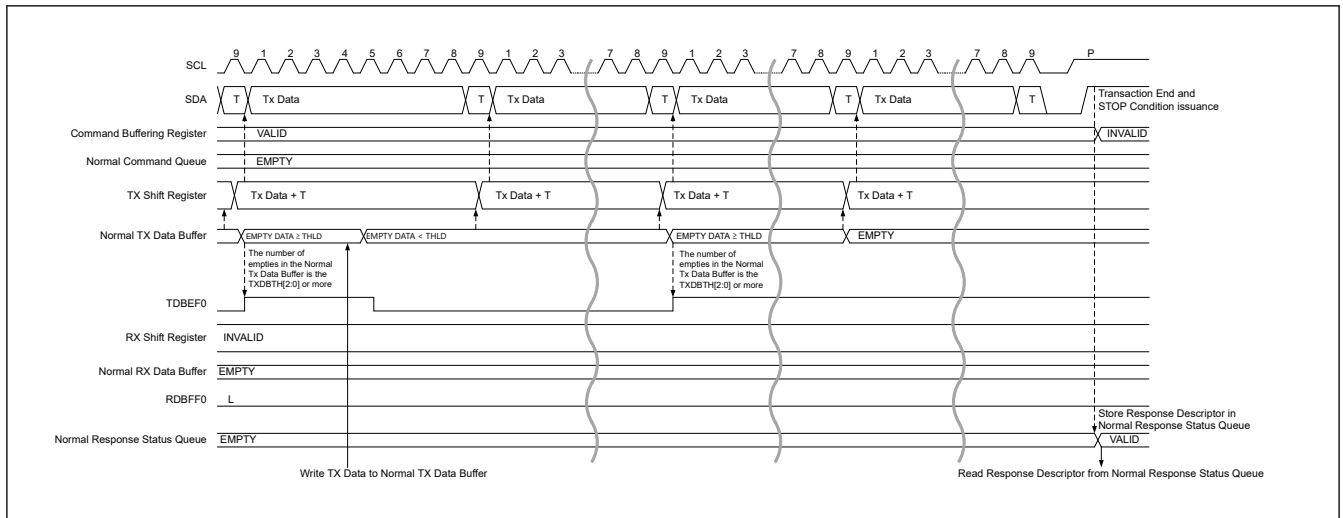 SCL 9 1 2 3 4 5 6 7 8 9 1 2 3 7 8 9 1 2 3 7 8 9 1 2 3 7 8 9 P
SDA T Tx Data T Tx Data T Tx Data T Tx Data T
Transaction End and
STOP Condition issuance
Command Buffering Register VALID INVALID
Normal Command Queue EMPTY
TX Shift Register Tx Data + T Tx Data + T Tx Data + T Tx Data + T
Normal TX Data Buffer EMPTY DATA ≥ THLD EMPTY DATA < THLD EMPTY DATA ≥ THLD EMPTY
The number of
empties in the Normal
Tx Data Buffer is the
TXDBTH[2:0] or more
The number of
empties in the Normal
Tx Data Buffer is the
TXDBTH[2:0] or more
TDBEF0
RX Shift Register INVALID
Normal RX Data Buffer EMPTY
RDBFF0 L
Store Response Descriptor in
Normal Response Status Queue
Normal Response Status Queue EMPTY VALID
Write TX Data to Normal TX Data Buffer
Read Response Descriptor from Normal Response Status Queue